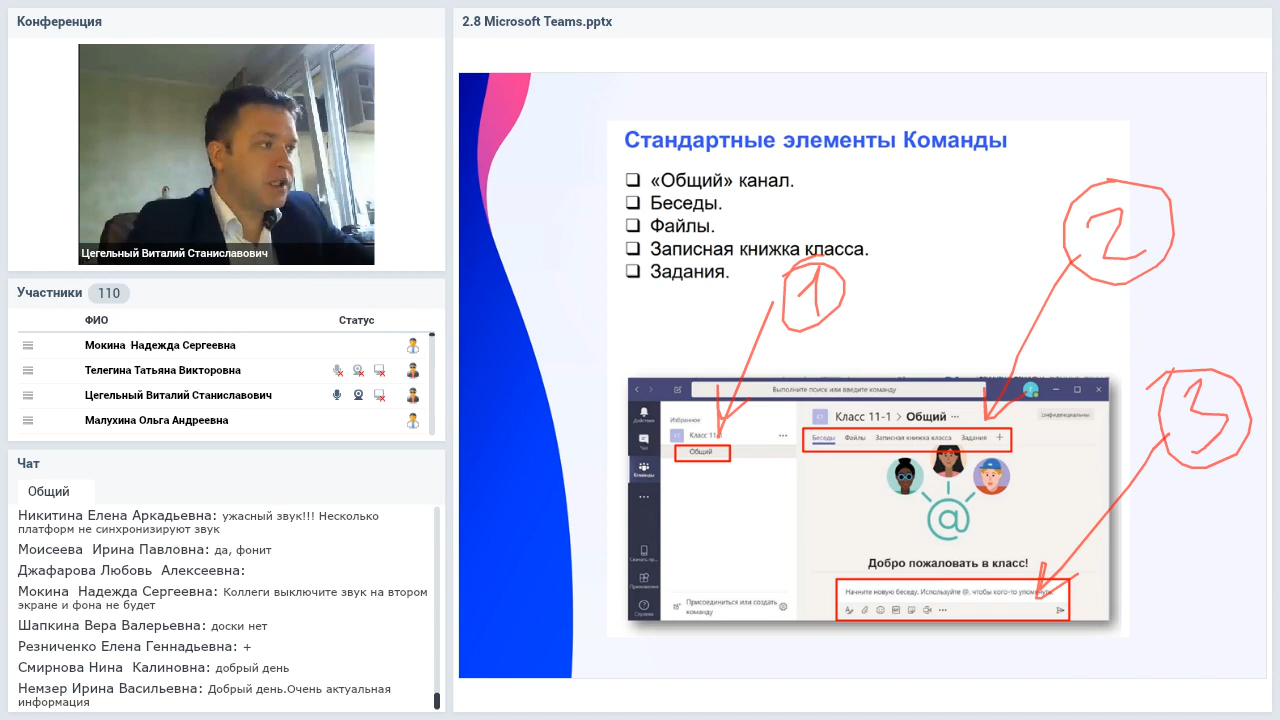 Конференция
Цегельный Виталий Станиславович
Участники 110
ФИО Статус
Мокина Надежда Сергеевна
Телегина Татьяна Викторовна
Цегельный Виталий Станиславович
Малухина Ольга Андреевна
Чат
Общий
Никитина Елена Аркадьевна: ужасный звук!!! Несколько
платформ не синхронизируют звук
Моисеева Ирина Павловна: да, фонит
Джафарова Любовь Алексеевна:
Мокина Надежда Сергеевна: Коллеги выключите звук на втором
экране и фона не будет
Шапкина Вера Валерьевна: доски нет
Резниченко Елена Геннадьевна: +
Смирнова Нина Калиновна: добрый день
Немзер Ирина Васильевна: Добрый день.Очень актуальная
информация
2.8 Microsoft Teams.pptx
Стандартные элементы Команды
«Общий» канал.
Беседы.
Файлы.
Записная книжка класса.
Задания.
1
2
3
Выполните поиск или введите команду
Действия
Чат
Команды
Приложения
Справка
Избранное
Класс 11-1
Общий
Присоединиться или создать
команду
Класс 11-1 > Общий ...
Беседы Файлы Записная книжка класса Задания +
Добро пожаловать в класс!
Начните новую беседу. Используйте @, чтобы кого-то упомянуть.